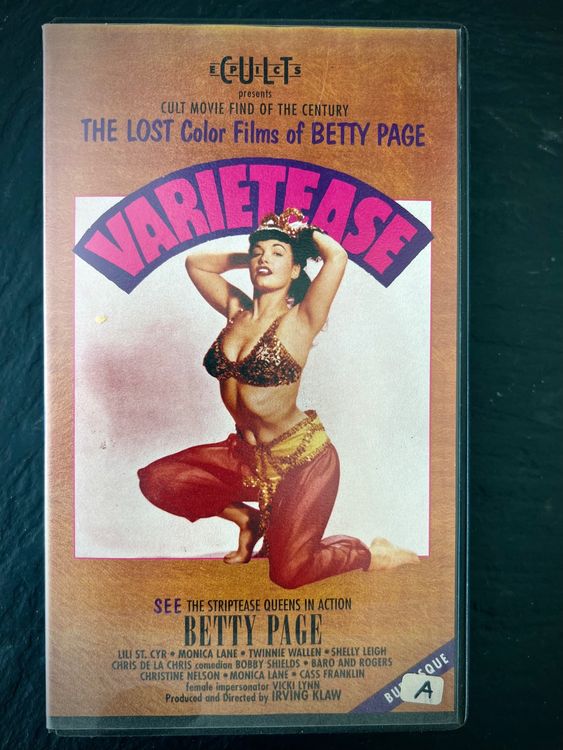 CULT
EPICS
presents
CULT MOVIE FIND OF THE CENTURY
THE LOST Color Films of BETTY PAGE
VARIETEASE
SEE THE STRIPTEASE QUEENS IN ACTION
BETTY PAGE
LILI ST. CYR • MONICA LANE • TWINNIE WALLEN • SHELLY LEIGH
CHRIS DE LA CHRIS comedian BOBBY SHIELDS • BARO AND ROGERS
CHRISTINE NELSON • MONICA LANE • CASS FRANKLIN
female impersonator VICKI LYNN
Produced and Directed by IRVING KLAW
A